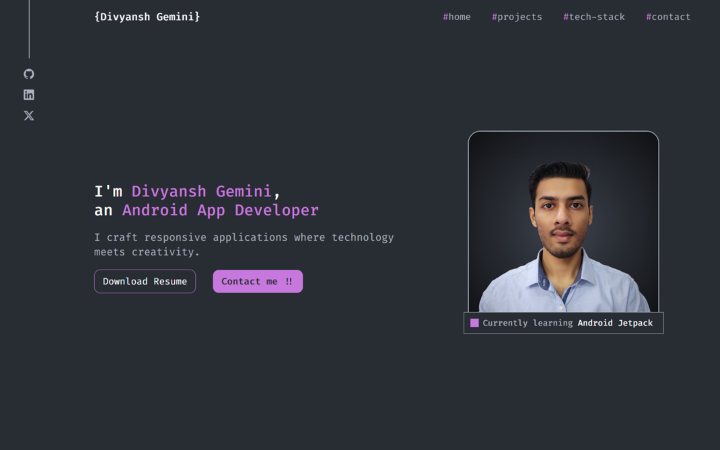 {Divyansh Gemini}
#home #projects #tech-stack #contact
I'm Divyansh Gemini,
an Android App Developer
I craft responsive applications where technology
meets creativity.
Download Resume
Contact me !!
Currently learning Android Jetpack